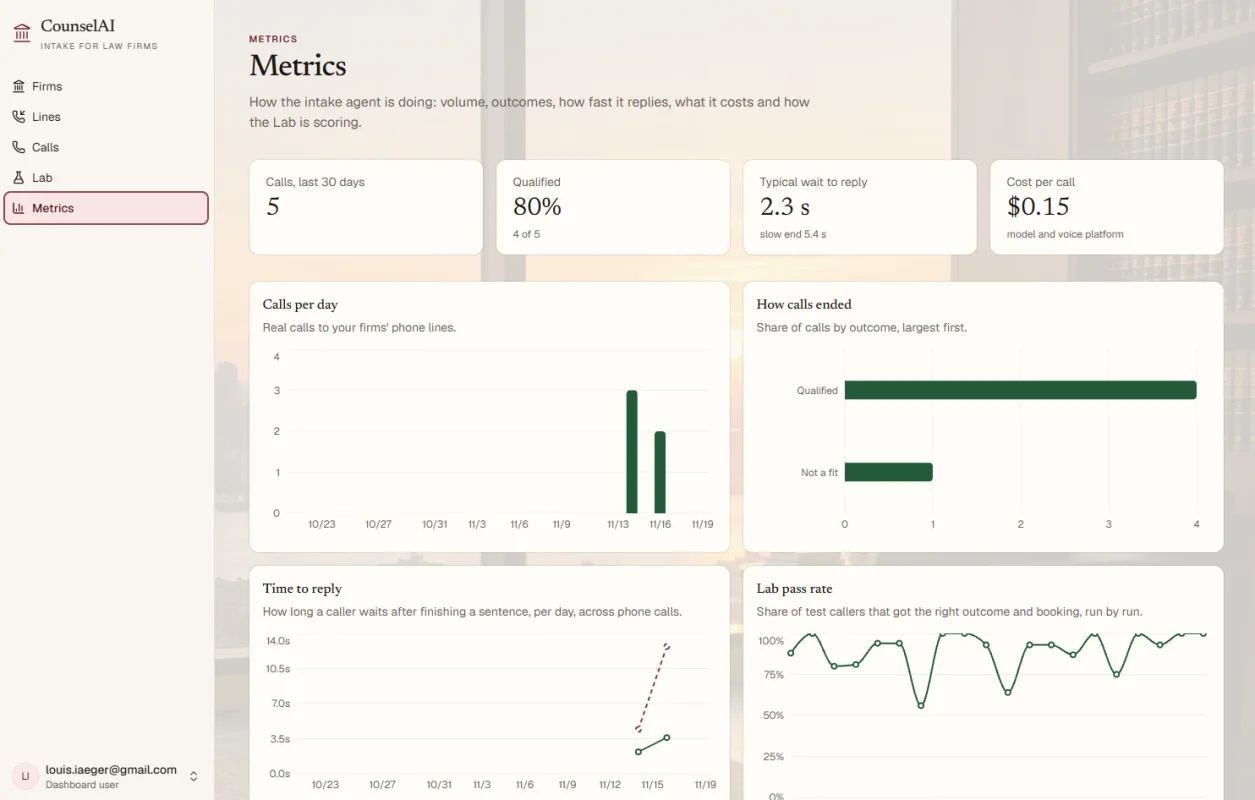 CounselAI
INTAKE FOR LAW FIRMS
Firms
Lines
Calls
Lab
Metrics
LI
louis.iaeger@gmail.com
Dashboard user
METRICS
Metrics
How the intake agent is doing: volume, outcomes, how fast it replies, what it costs and how
the Lab is scoring.
Calls, last 30 days
5
Qualified
80%
4 of 5
Typical wait to reply
2.3 s
slow end 5.4 s
Cost per call
$0.15
model and voice platform
Calls per day
Real calls to your firms' phone lines.
4
3
2
1
0
10/23 10/27 10/31 11/3 11/6 11/9 11/13 11/16 11/19
How calls ended
Share of calls by outcome, largest first.
Qualified
Not a fit
0 1 2 3 4
Time to reply
How long a caller waits after finishing a sentence, per day, across phone calls.
14.0s
10.5s
7.0s
3.5s
0.0s
10/23 10/27 10/31 11/3 11/6 11/9 11/12 11/15 11/19
Lab pass rate
Share of test callers that got the right outcome and booking, run by run.
100%
75%
50%
25%
0%